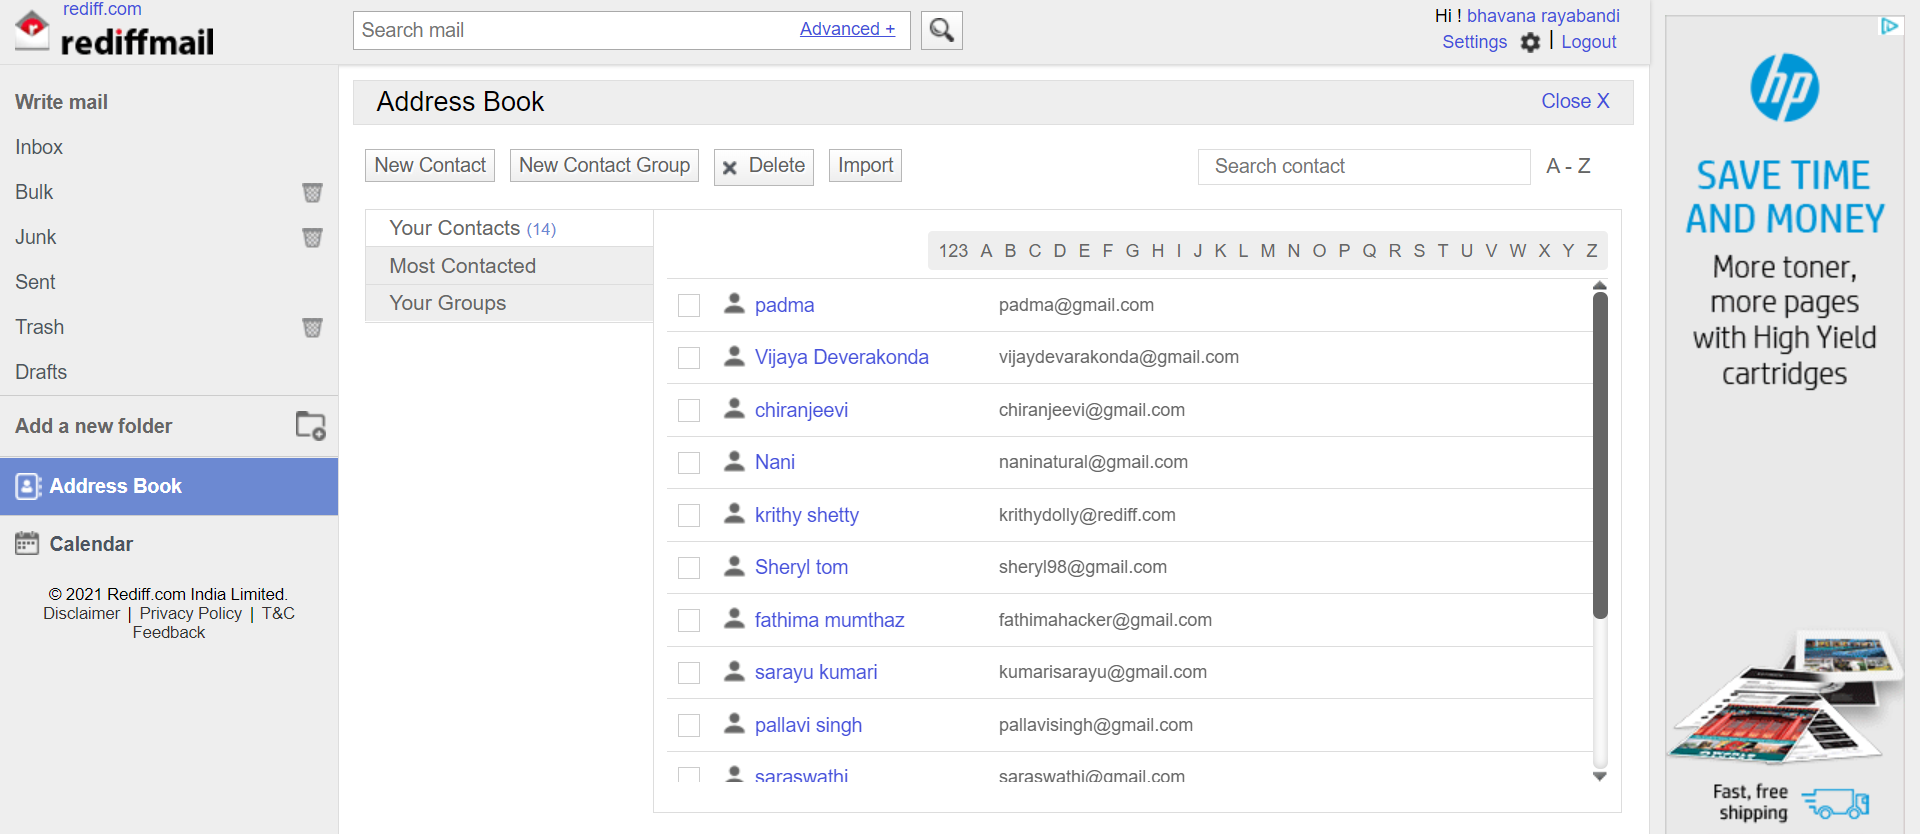 rediff.com
rediffmail
Search mail
Advanced +
Hi ! bhavana rayabandi
Settings | Logout
Write mail
Inbox
Bulk
Junk
Sent
Trash
Drafts
Add a new folder
Address Book
Calendar
© 2021 Rediff.com India Limited.
Disclaimer | Privacy Policy | T&C
Feedback
Address Book
Close X
New Contact
New Contact Group
Delete
Import
Search contact
A - Z
Your Contacts (14)
Most Contacted
Your Groups
123 A B C D E F G H I J K L M N O P Q R S T U V W X Y Z
padma padma@gmail.com
Vijaya Deverakonda vijaydevarakonda@gmail.com
chiranjeevi chiranjeevi@gmail.com
Nani naninatural@gmail.com
krithy shetty krithydolly@rediff.com
Sheryl tom sheryl98@gmail.com
fathima mumthaz fathimahacker@gmail.com
sarayu kumari kumarisarayu@gmail.com
pallavi singh pallavisingh@gmail.com
saraswathi saraswathi@gmail.com
hp
SAVE TIME
AND MONEY
More toner,
more pages
with High Yield
cartridges
Fast, free
shipping